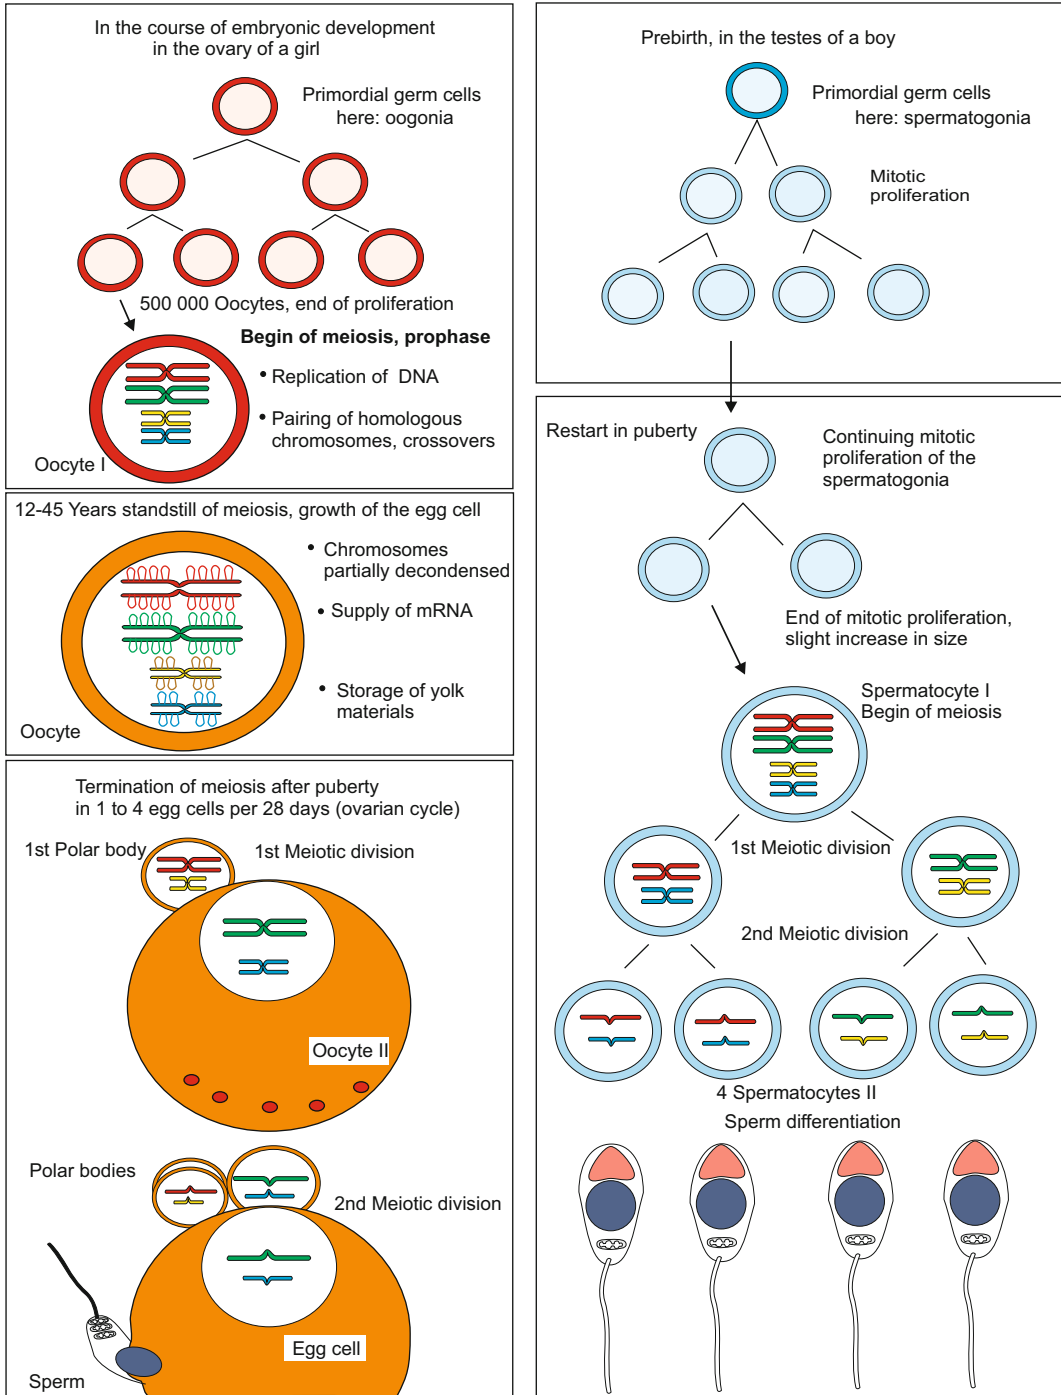 In the course of embryonic development
in the ovary of a girl
Primordial germ cells
here: oogonia
500 000 Oocytes, end of proliferation
Begin of meiosis, prophase
• Replication of DNA
• Pairing of homologous
chromosomes, crossovers
Oocyte I
12-45 Years standstill of meiosis, growth of the egg cell
• Chromosomes
partially decondensed
• Supply of mRNA
• Storage of yolk
materials
Oocyte
Termination of meiosis after puberty
in 1 to 4 egg cells per 28 days (ovarian cycle)
1st Polar body
1st Meiotic division
Oocyte II
Polar bodies
2nd Meiotic division
Egg cell
Sperm
Prebirth, in the testes of a boy
Primordial germ cells
here: spermatogonia
Mitotic
proliferation
Restart in puberty
Continuing mitotic
proliferation of the
spermatogonia
End of mitotic proliferation,
slight increase in size
Spermatocyte I
Begin of meiosis
1st Meiotic division
2nd Meiotic division
4 Spermatocytes II
Sperm differentiation